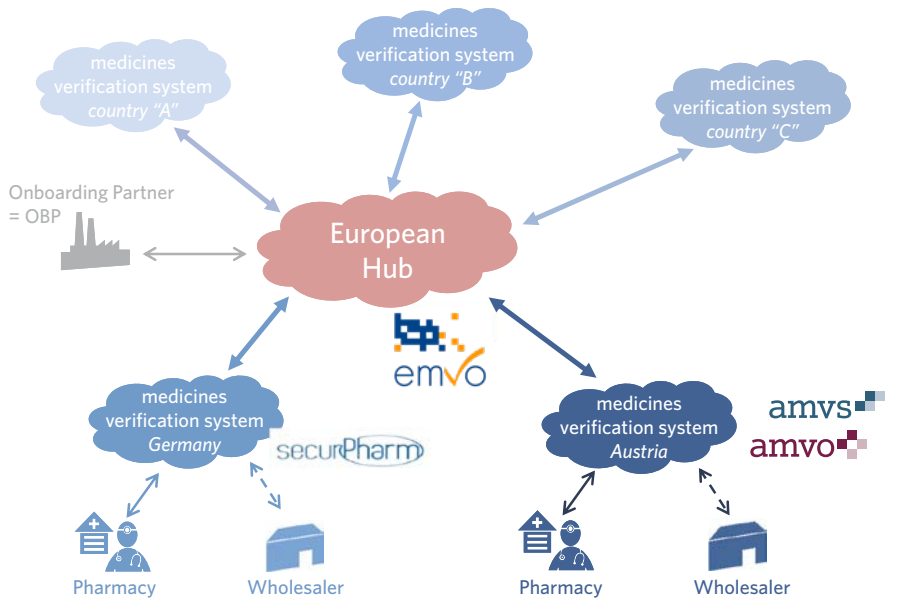 medicines
verification system
country “A”
medicines
verification system
country “B”
medicines
verification system
country “C”
Onboarding Partner
= OBP
European
Hub
emvo
medicines
verification system
Germany
securPharm
medicines
verification system
Austria
amvs
amvo
Pharmacy
Wholesaler
Pharmacy
Wholesaler